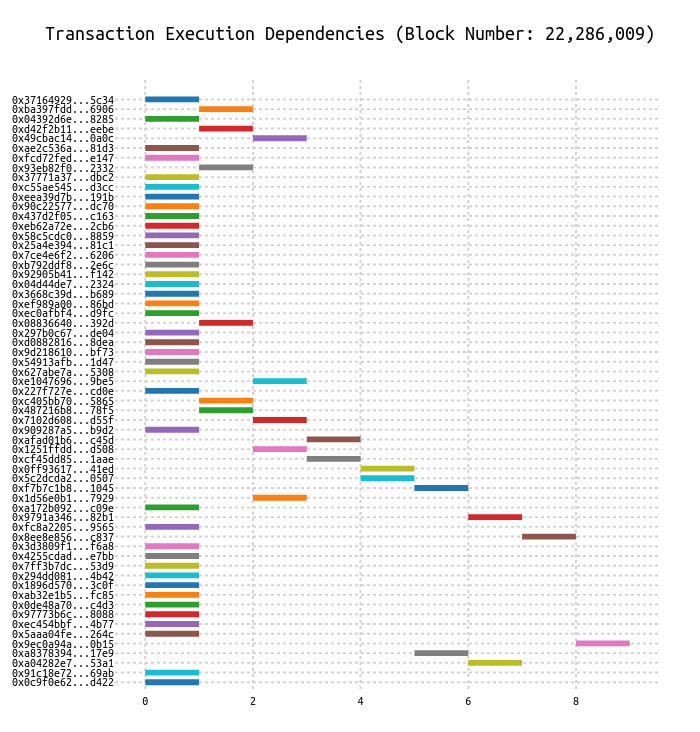 Transaction Execution Dependencies (Block Number: 22,286,009)
0x37164929...5c34
0xba397fdd...6906
0x04392d6e...8285
0xd42f2b11...eebe
0x49cbac14...0a0c
0xae2c536a...81d3
0xfcd72fed...e147
0x93eb82f0...2332
0x37771a37...dbc2
0xc55ae545...d3cc
0xeea39d7b...191b
0x90c22577...dc70
0x437d2f05...c163
0xeb62a72e...2cb6
0x58c5cdc0...8859
0x25a4e394...81c1
0x7ce4e6f2...6206
0xb792ddf8...2e6c
0x92905b41...f142
0x04d44de7...2324
0x3668c39d...b689
0xef989a00...86bd
0xec0afbf4...d9fc
0x08836640...392d
0x297b0c67...de04
0xd0882816...8dea
0x9d218610...bf73
0x54913afb...1d47
0x627abe7a...5308
0xe1047696...9be5
0x227f727e...cd0e
0xc405bb70...5865
0x487216b8...78f5
0x7102d608...d55f
0x909287a5...b9d2
0xafad01b6...c45d
0x1251ffdd...d508
0xcf45dd85...1aae
0x0ff93617...41ed
0x5c2dcda2...0507
0xf7b7c1b8...1045
0x1d56e0b1...7929
0xa172b092...c09e
0x9791a346...82b1
0xfc8a2205...9565
0x8ee8e856...c837
0x3d3809f1...f6a8
0x4255cdad...e7bb
0x7ff3b7dc...53d9
0x294dd081...4b42
0x1896d570...3c0f
0xab32e1b5...fc85
0x0de48a70...c4d3
0x97773b6c...8088
0xec454bbf...4b77
0x5aaa04fe...264c
0x9ec0a94a...0b15
0xa8378394...17e9
0xa04282e7...53a1
0x91c18e72...69ab
0x0c9f0e62...d422
0 2 4 6 8